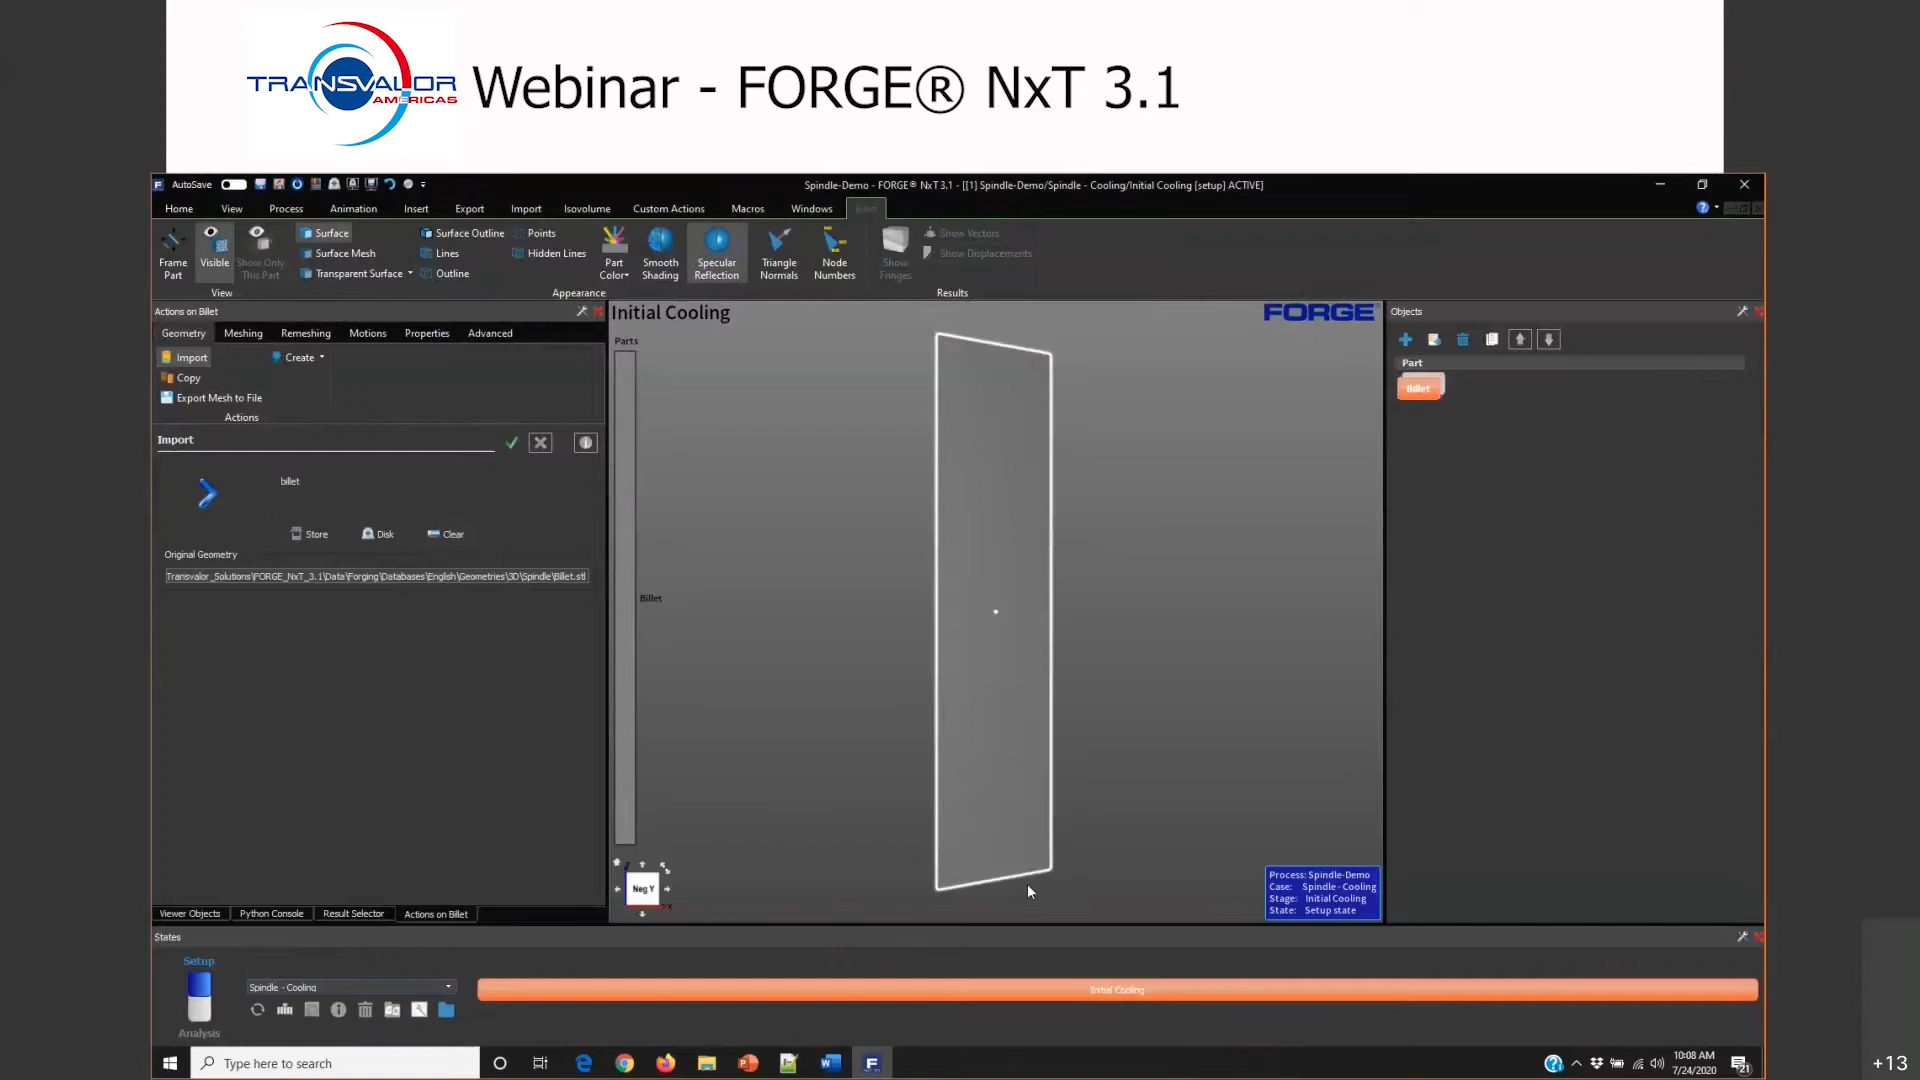 TRANSVALOR
AMERICAS
Webinar - FORGE® NxT 3.1
AutoSave
Spindle-Demo - FORGE® NxT 3.1 - [[1] Spindle-Demo/Spindle - Cooling/Initial Cooling [setup] ACTIVE]
Home View Process Animation Insert Export Import Isovolume Custom Actions Macros Windows Billet
Frame Part
Visible
Show Only This Part
Surface
Surface Mesh
Transparent Surface
Surface Outline
Lines
Outline
Points
Hidden Lines
Part Color
Smooth Shading
Specular Reflection
Triangle Normals
Node Numbers
Show Fringes
Show Vectors
Show Displacements
View
Appearance
Results
Actions on Billet
Geometry Meshing Remeshing Motions Properties Advanced
Import
Create
Copy
Export Mesh to File
Actions
Import
billet
Store Disk Clear
Original Geometry
Transvalor_Solutions\FORGE_NxT_3.1\Data\Forging\Databases\English\Geometries\3D\Spindle\Billet.stl
Viewer Objects Python Console Result Selector Actions on Billet
Initial Cooling
FORGE
Parts
Billet
Neg Y
X
Process: Spindle-Demo
Case: Spindle - Cooling
Stage: Initial Cooling
State: Setup state
Objects
Part
Billet
States
Setup
Analysis
Spindle - Cooling
Initial Cooling
Type here to search
10:08 AM
7/24/2020
21
+13